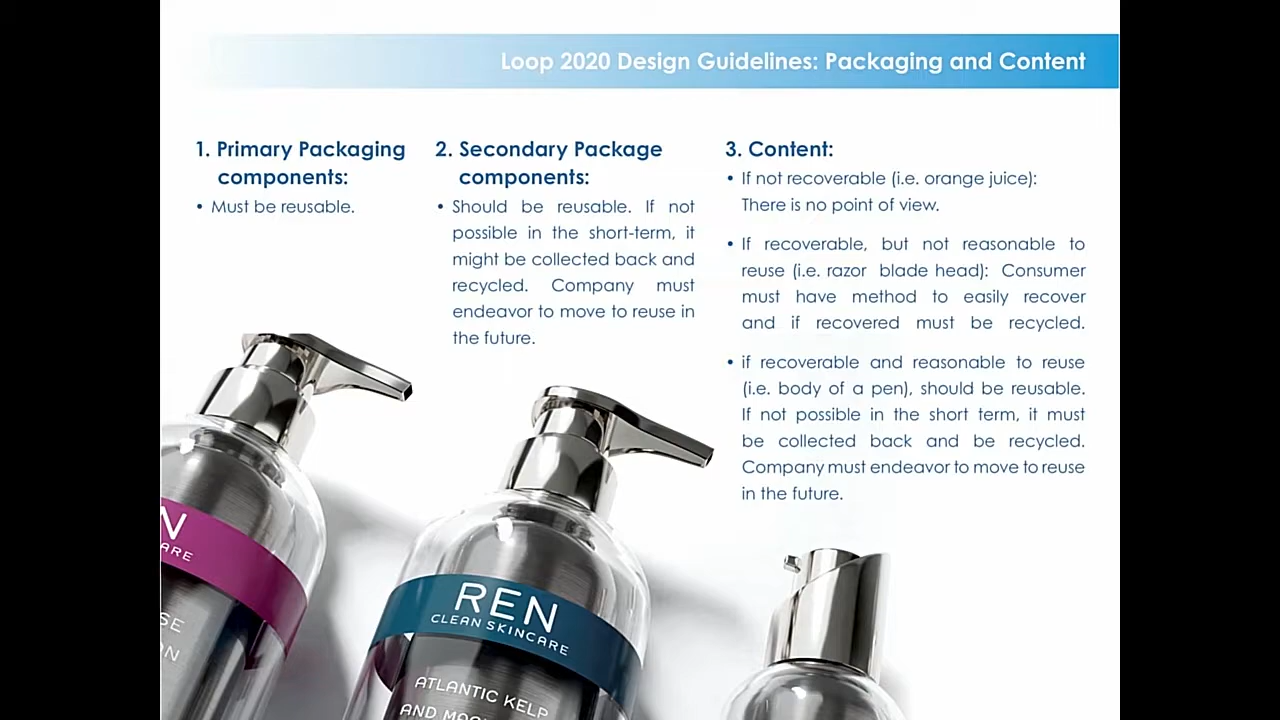 Loop 2020 Design Guidelines: Packaging and Content
1. Primary Packaging
components:
• Must be reusable.
2. Secondary Package
components:
• Should be reusable. If not
possible in the short-term, it
might be collected back and
recycled. Company must
endeavor to move to reuse in
the future.
3. Content:
• If not recoverable (i.e. orange juice):
There is no point of view.
• If recoverable, but not reasonable to
reuse (i.e. razor blade head): Consumer
must have method to easily recover
and if recovered must be recycled.
• if recoverable and reasonable to reuse
(i.e. body of a pen), should be reusable.
If not possible in the short term, it must
be collected back and be recycled.
Company must endeavor to move to reuse
in the future.
N
ARE
SE
ON
REN
CLEAN SKINCARE
ATLANTIC KELP
AND